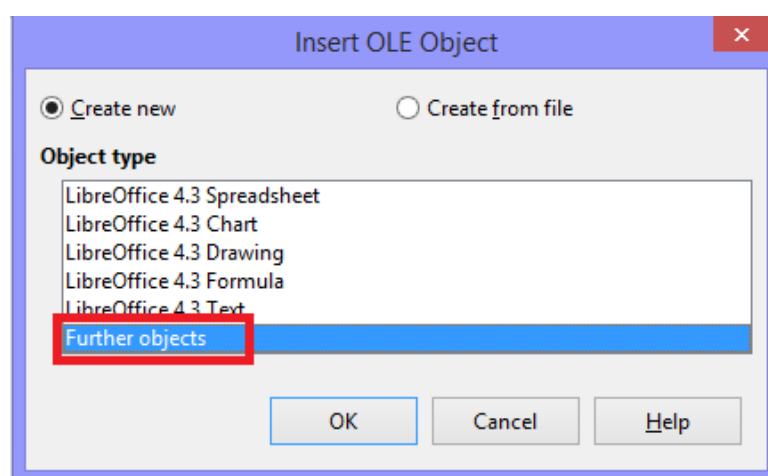 Insert OLE Object
×
Create new
Create from file
Object type
LibreOffice 4.3 Spreadsheet
LibreOffice 4.3 Chart
LibreOffice 4.3 Drawing
LibreOffice 4.3 Formula
LibreOffice 4.3 Text
Further objects
OK Cancel Help